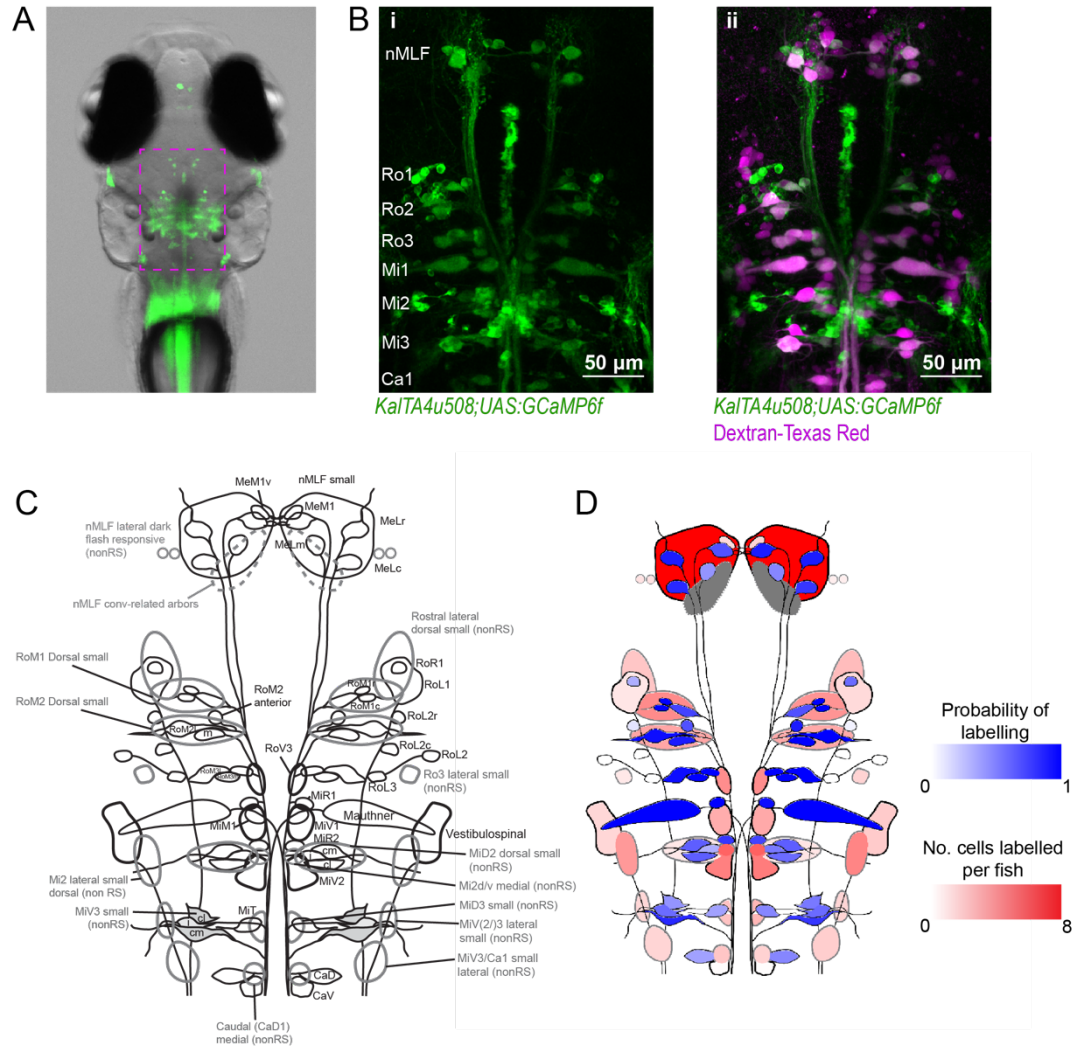 A
B
i
ii
nMLF
Ro1
Ro2
Ro3
Mi1
Mi2
Mi3
Ca1
50 µm
50 µm
KalTA4u508;UAS:GCaMP6f
KalTA4u508;UAS:GCaMP6f
Dextran-Texas Red
C
MeM1v
nMLF small
MeM1
MeLr
nMLF lateral dark
flash responsive
(nonRS)
MeLm
MeLc
nMLF conv-related arbors
Rostral lateral
dorsal small (nonRS)
RoM1 Dorsal small
RoR1
RoL1
RoM1r
RoM1c
RoM2
anterior
RoM2 Dorsal small
RoL2r
RoM2l
m
RoL2c
RoL2
RoV3
RoM3l
Ro3 lateral small
(nonRS)
RoL3
MiR1
Mauthner
MiM1
MiV1
Vestibulospinal
MiR2
cm
MiD2 dorsal small
(nonRS)
i
cl
Mi2 lateral small
dorsal (non RS)
MiV2
Mi2d/v medial (nonRS)
MiV3 small
(nonRS)
cl
MiT
MiD3 small (nonRS)
i
cm
MiV(2/)3 lateral
small (nonRS)
MiV3/Ca1 small
lateral (nonRS)
CaD
CaV
Caudal (CaD1)
medial (nonRS)
D
Probability of
labelling
0
1
No. cells labelled
per fish
0
8